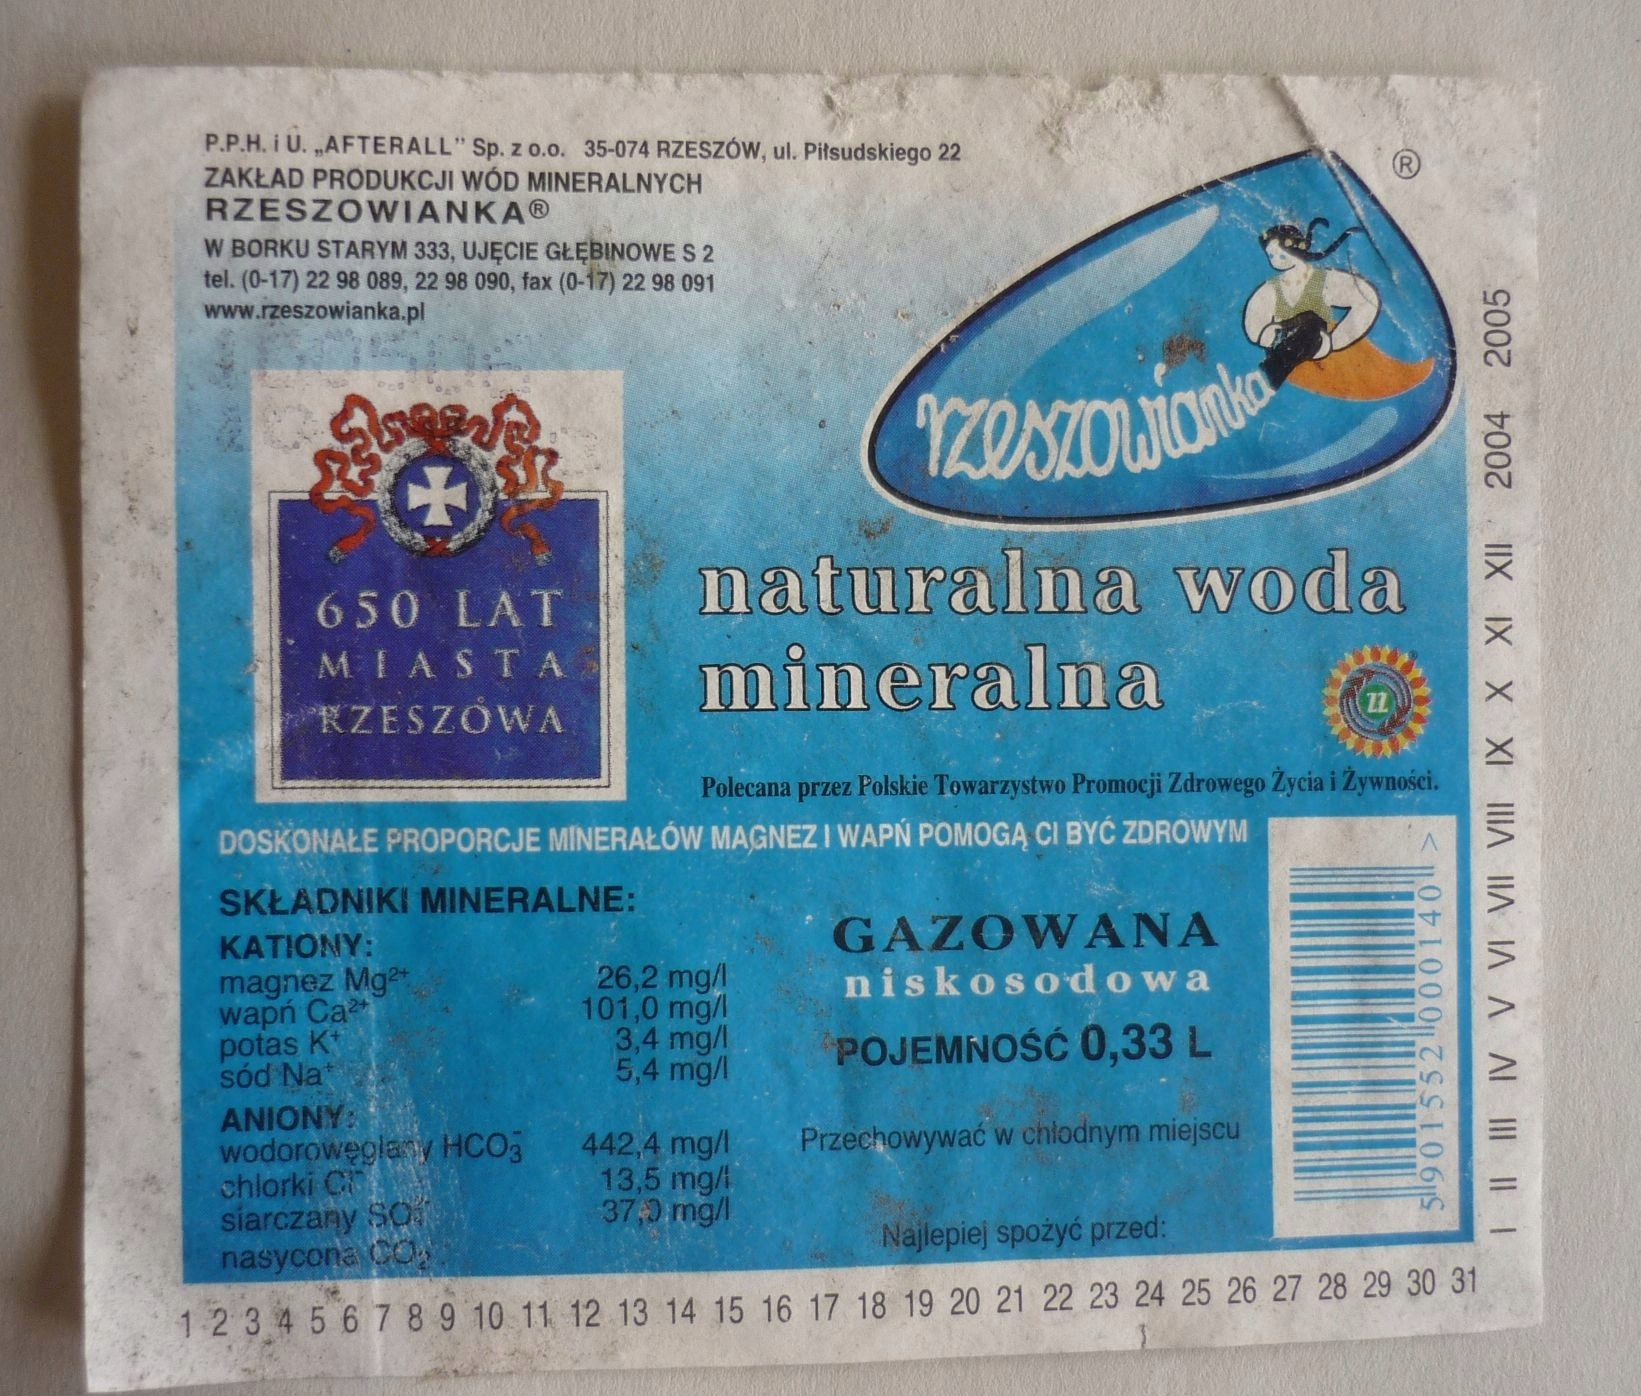 P.P.H. i U. „AFTERALL" Sp. z o.o. 35-074 RZESZÓW, ul. Piłsudskiego 22
ZAKŁAD PRODUKCJI WÓD MINERALNYCH
RZESZOWIANKA®
W BORKU STARYM 333, UJĘCIE GŁĘBINOWE S 2
tel. (0-17) 22 98 089, 22 98 090, fax (0-17) 22 98 091
www.rzeszowianka.pl
®
rzeszowianka
650 LAT
MIASTA
RZESZÓWA
naturalna woda
mineralna
Polecana przez Polskie Towarzystwo Promocji Zdrowego Życia i Żywności.
DOSKONAŁE PROPORCJE MINERAŁÓW MAGNEZ I WAPŃ POMOGĄ CI BYĆ ZDROWYM
SKŁADNIKI MINERALNE:
KATIONY:
magnez Mg²⁺ 26,2 mg/l
wapń Ca²⁺ 101,0 mg/l
potas K⁺ 3,4 mg/l
sód Na⁺ 5,4 mg/l
ANIONY:
wodorowęglany HCO₃⁻ 442,4 mg/l
chlorki Cl⁻ 13,5 mg/l
siarczany SO₄²⁻ 37,0 mg/l
nasycona CO₂
GAZOWANA
niskosodowa
POJEMNOŚĆ 0,33 L
Przechowywać w chłodnym miejscu
Najlepiej spożyć przed:
5 901552 000140 >
I II III IV V VI VII VIII IX X XI XII 2004 2005
1 2 3 4 5 6 7 8 9 10 11 12 13 14 15 16 17 18 19 20 21 22 23 24 25 26 27 28 29 30 31